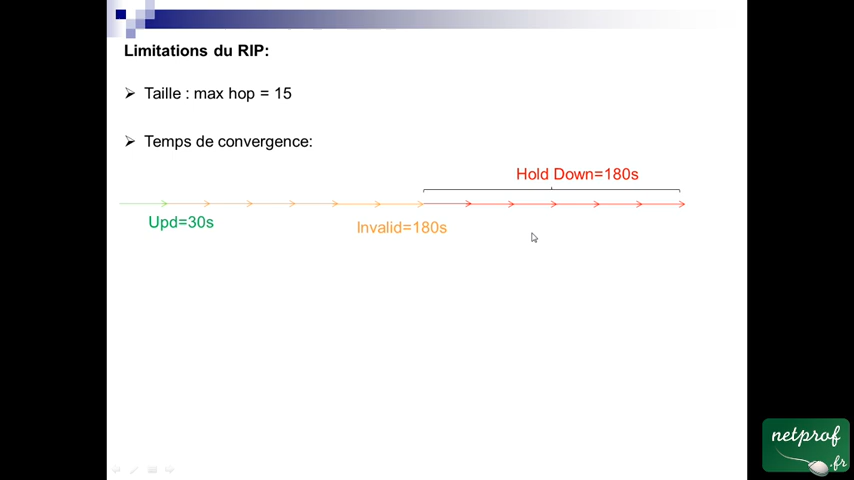 Limitations du RIP:
Taille : max hop = 15
Temps de convergence:
Hold Down=180s
Upd=30s
Invalid=180s
netprof
.fr